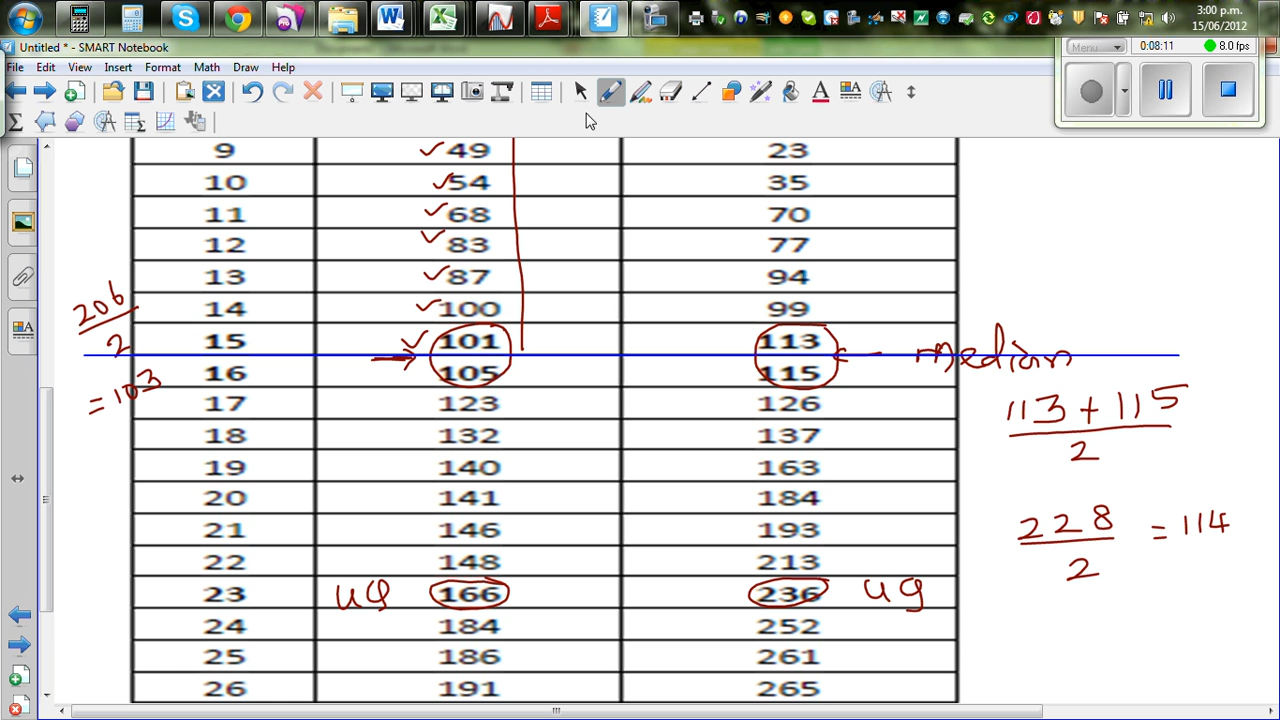 3:00 p.m.
15/06/2012
Untitled * - SMART Notebook
Menu
0:08:11
8.0 fps
File Edit View Insert Format Math Draw Help
9 49 23
10 54 35
11 68 70
12 83 77
13 87 94
14 100 99
15 101 113
16 105 115
17 123 126
18 132 137
19 140 163
20 141 184
21 146 193
22 148 213
23 UQ 166 236 UQ
24 184 252
25 186 261
26 191 265
206
2
= 103
median
113 + 115
2
228
2
= 114